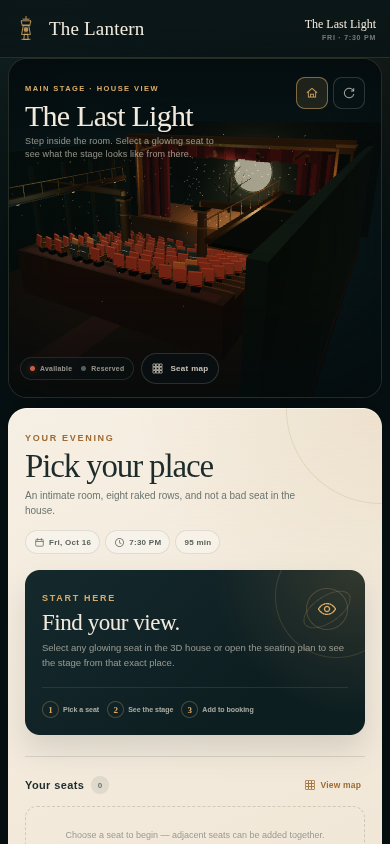 The Lantern
The Last Light
FRI · 7:30 PM
MAIN STAGE · HOUSE VIEW
The Last Light
Step inside the room. Select a glowing seat to
see what the stage looks like from there.
Available
Reserved
Seat map
YOUR EVENING
Pick your place
An intimate room, eight raked rows, and not a bad seat in the
house.
Fri, Oct 16
7:30 PM
95 min
START HERE
Find your view.
Select any glowing seat in the 3D house or open the seating plan to see
the stage from that exact place.
1 Pick a seat
2 See the stage
3 Add to booking
Your seats 0
View map
Choose a seat to begin — adjacent seats can be added together.